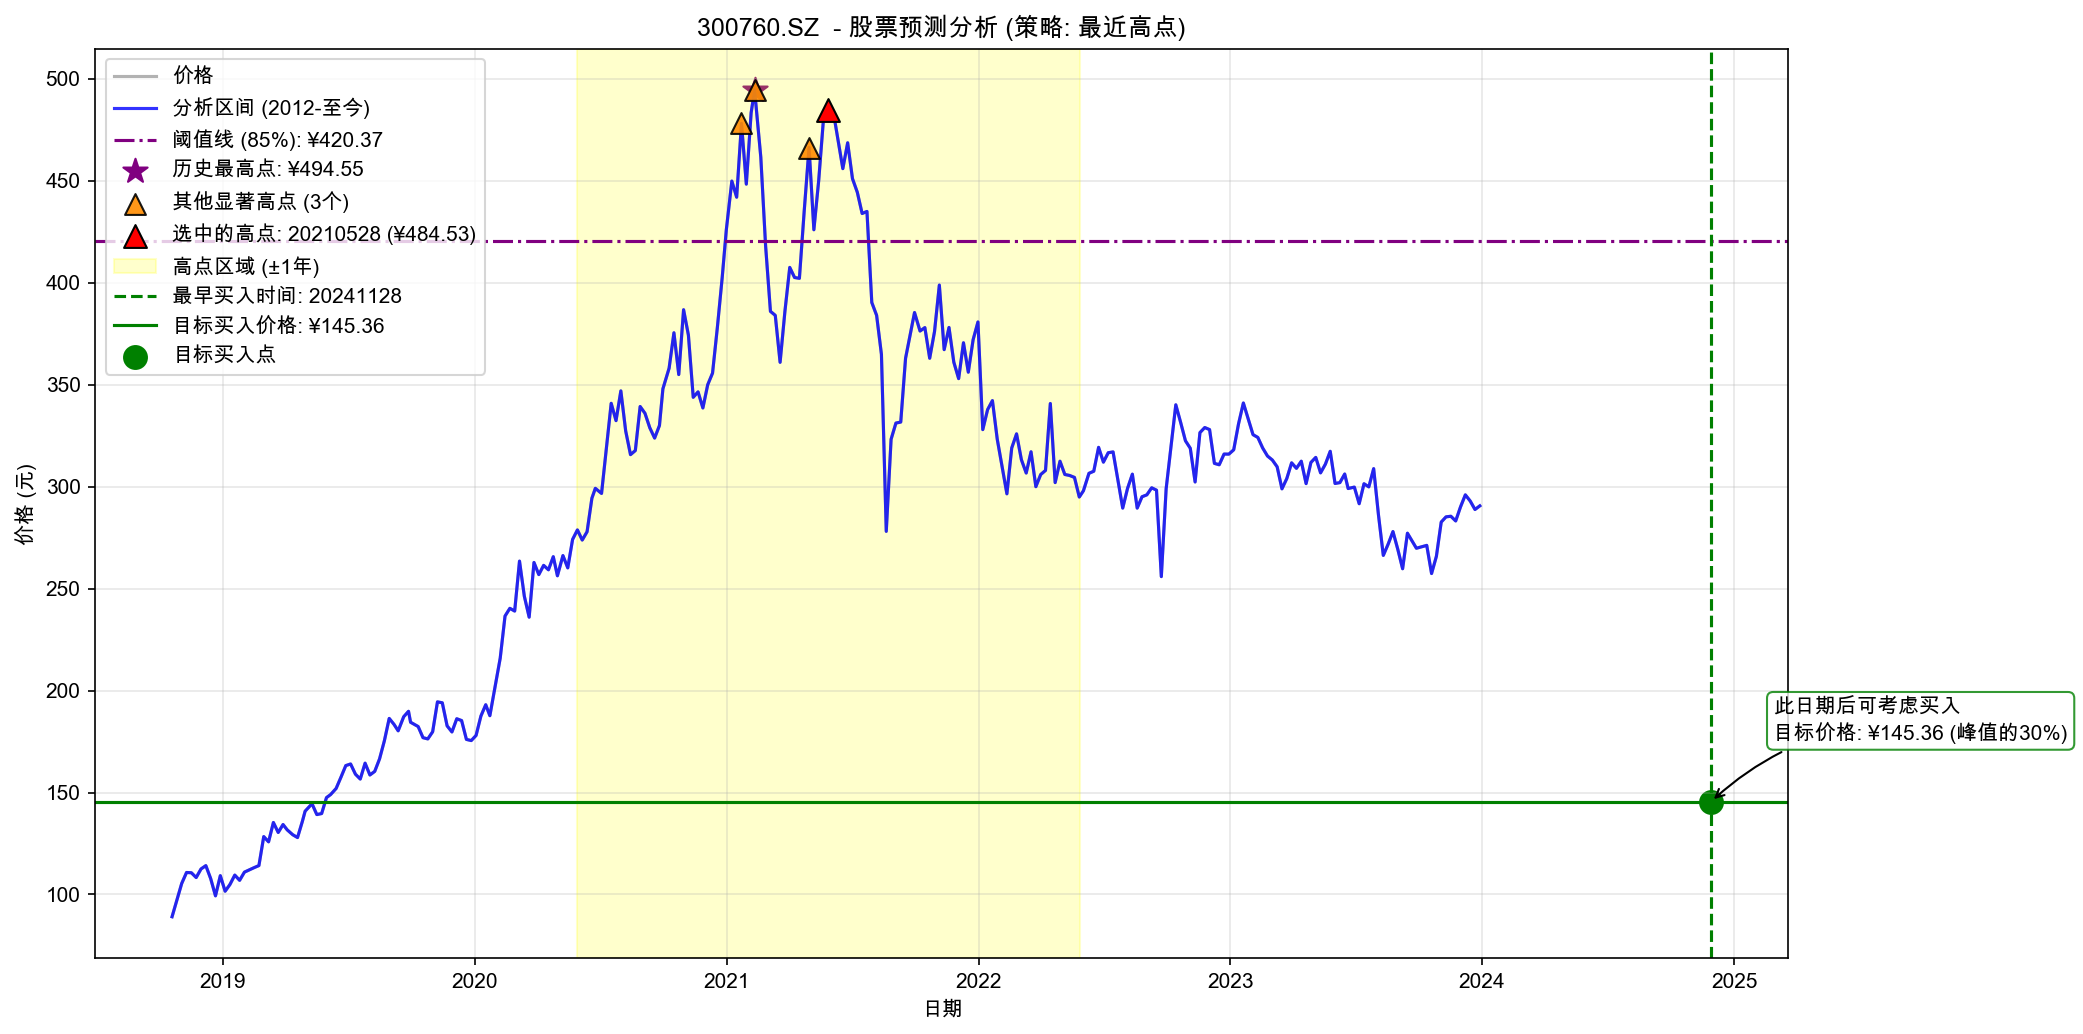 300760.SZ - 股票预测分析 (策略: 最近高点)
价格
分析区间 (2012-至今)
阈值线 (85%): ¥420.37
历史最高点: ¥494.55
其他显著高点 (3个)
选中的高点: 20210528 (¥484.53)
高点区域 (±1年)
最早买入时间: 20241128
目标买入价格: ¥145.36
目标买入点
500
450
400
350
300
250
200
150
100
价格 (元)
此日期后可考虑买入
目标价格: ¥145.36 (峰值的30%)
2019
2020
2021
2022
2023
2024
2025
日期